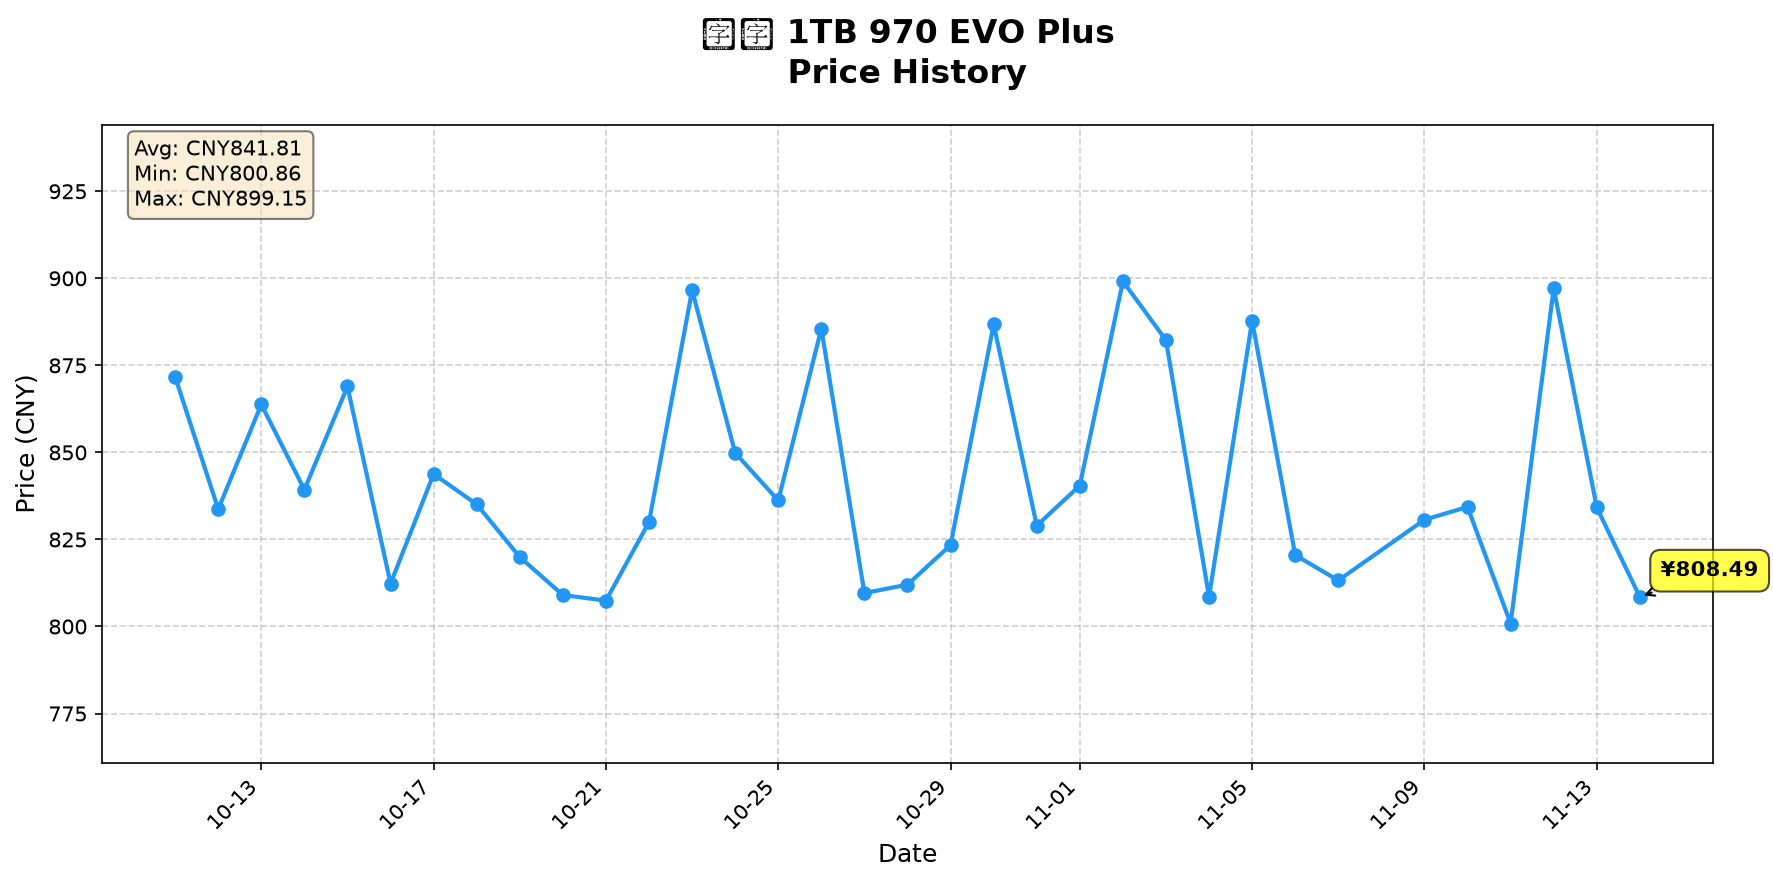 1TB 970 EVO Plus
Price History
Avg: CNY841.81
Min: CNY800.86
Max: CNY899.15
Price (CNY)
925
900
875
850
825
800
775
¥808.49
10-13
10-17
10-21
10-25
10-29
11-01
11-05
11-09
11-13
Date